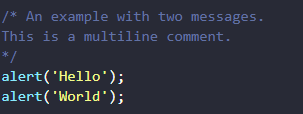 /* An example with two messages.
This is a multiline comment.
*/
alert('Hello');
alert('World');